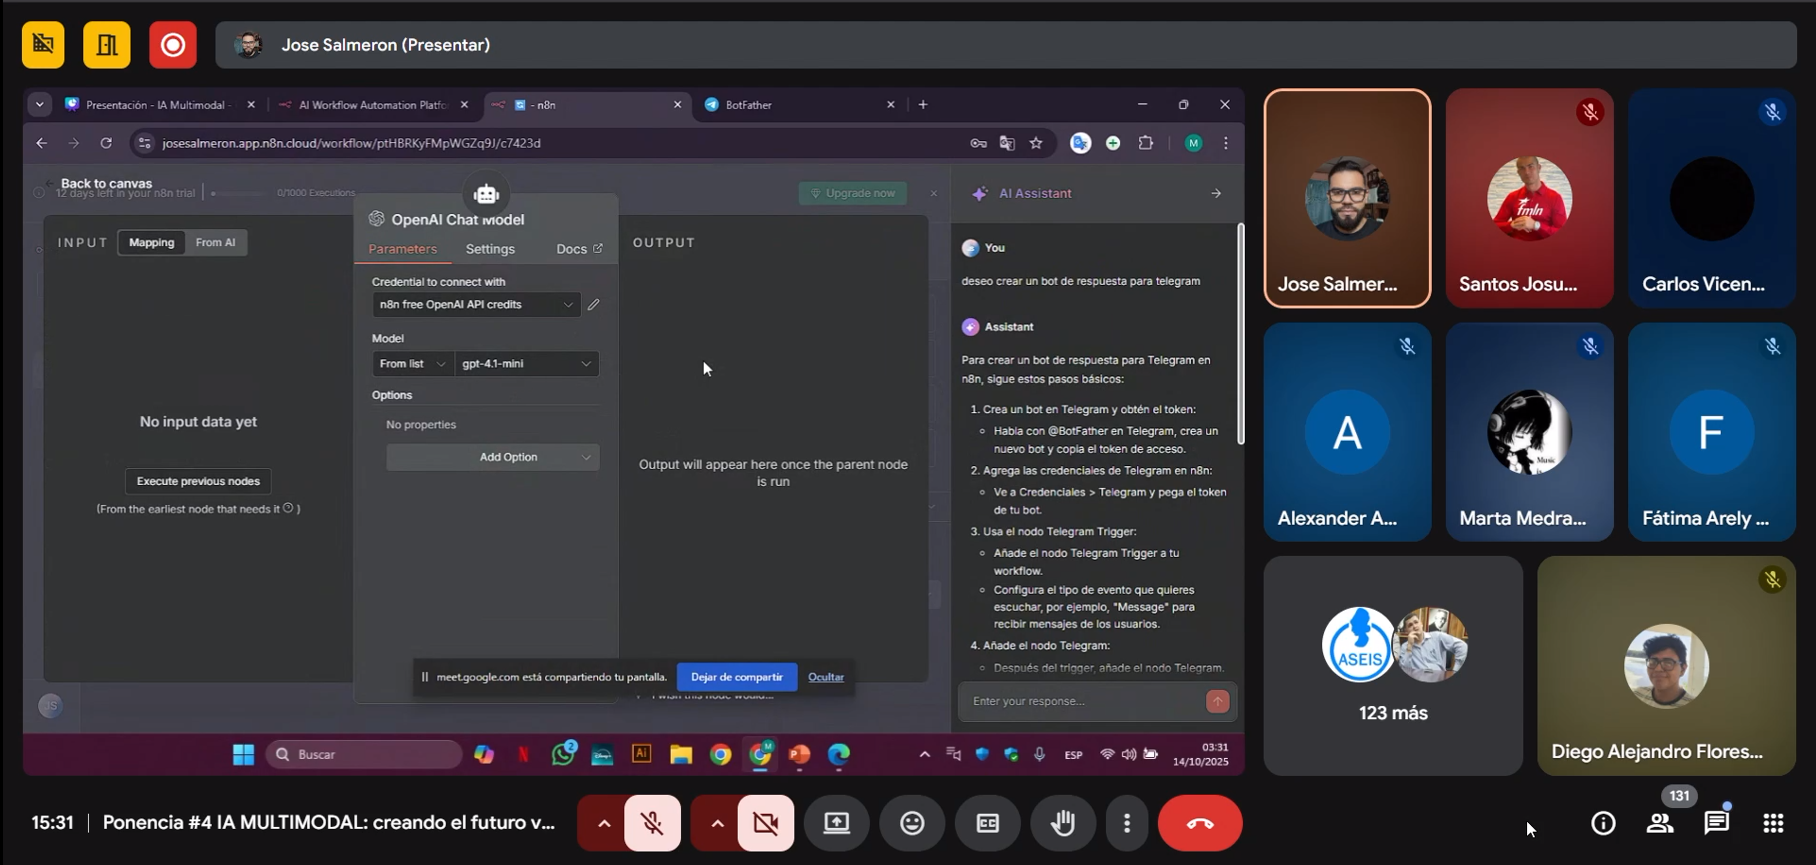 Jose Salmeron (Presentar)
Presentación - IA Multimodal -
AI Workflow Automation Platfo
- n8n
BotFather
josesalmeron.app.n8n.cloud/workflow/ptHBRKyFMpWGZq9J/c7423d
M
Back to canvas
12 days left in your n8n trial
0/1000 Executions
Upgrade now
INPUT
Mapping
From AI
No input data yet
Execute previous nodes
(From the earliest node that needs it ? )
OpenAI Chat Model
Parameters
Settings
Docs
Credential to connect with
n8n free OpenAI API credits
Model
From list
gpt-4.1-mini
Options
No properties
Add Option
OUTPUT
Output will appear here once the parent node
is run
I wish this node would...
AI Assistant
You
deseo crear un bot de respuesta para telegram
Assistant
Para crear un bot de respuesta para Telegram en
n8n, sigue estos pasos básicos:
1. Crea un bot en Telegram y obtén el token:
Habla con @BotFather en Telegram, crea un
nuevo bot y copia el token de acceso.
2. Agrega las credenciales de Telegram en n8n:
Ve a Credenciales > Telegram y pega el token
de tu bot.
3. Usa el nodo Telegram Trigger:
Añade el nodo Telegram Trigger a tu
workflow.
Configura el tipo de evento que quieres
escuchar, por ejemplo, "Message" para
recibir mensajes de los usuarios.
4. Añade el nodo Telegram:
Después del trigger, añade el nodo Telegram.
Enter your response...
meet.google.com está compartiendo tu pantalla.
Dejar de compartir
Ocultar
JS
Buscar
2
Ai
ESP
03:31
14/10/2025
Jose Salmer...
Santos Josu...
fmln
Carlos Vicen...
A
Alexander A...
Music
Marta Medra...
F
Fátima Arely ...
ASEIS
123 más
Diego Alejandro Flores...
15:31
Ponencia #4 IA MULTIMODAL: creando el futuro v...
131